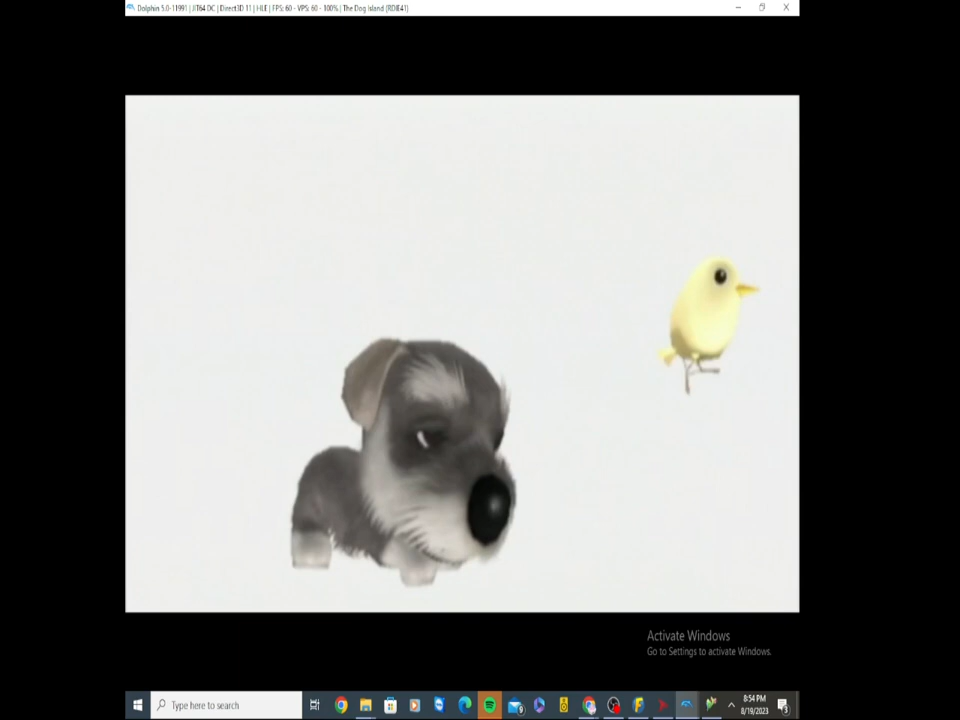 Dolphin 5.0-11991 | JIT64 DC | Direct3D 11 | HLE | FPS: 60 - VPS: 60 - 100% | The Dog Island (RDIE41)
Activate Windows
Go to Settings to activate Windows.
Type here to search
8:54 PM
8/19/2023